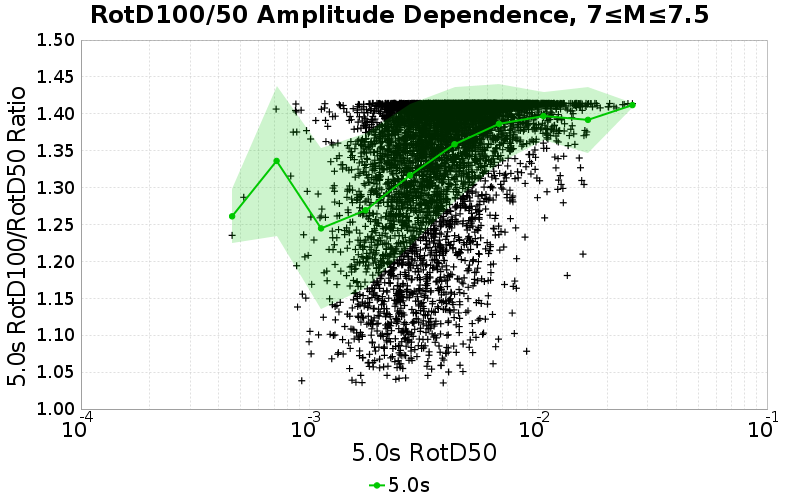 RotD100/50 Amplitude Dependence, 7≤M≤7.5
5.0s RotD100/RotD50 Ratio
1.50
1.45
1.40
1.35
1.30
1.25
1.20
1.15
1.10
1.05
1.00
10^-4 10^-3 10^-2 10^-1
5.0s RotD50
5.0s